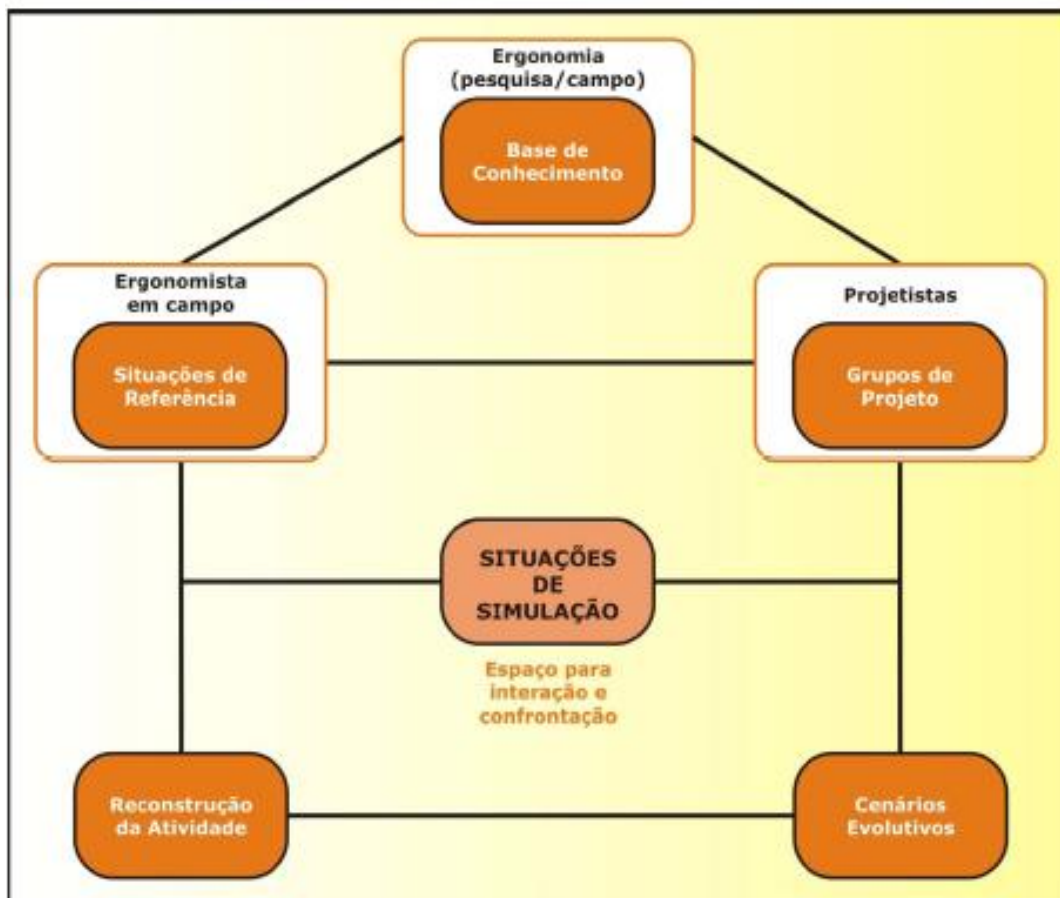 Ergonomia
(pesquisa/campo)
Base de
Conhecimento
Ergonomista
em campo
Situações de
Referência
Projetistas
Grupos de
Projeto
SITUAÇÕES
DE
SIMULAÇÃO
Espaço para
interação e
confrontação
Reconstrução
da Atividade
Cenários
Evolutivos